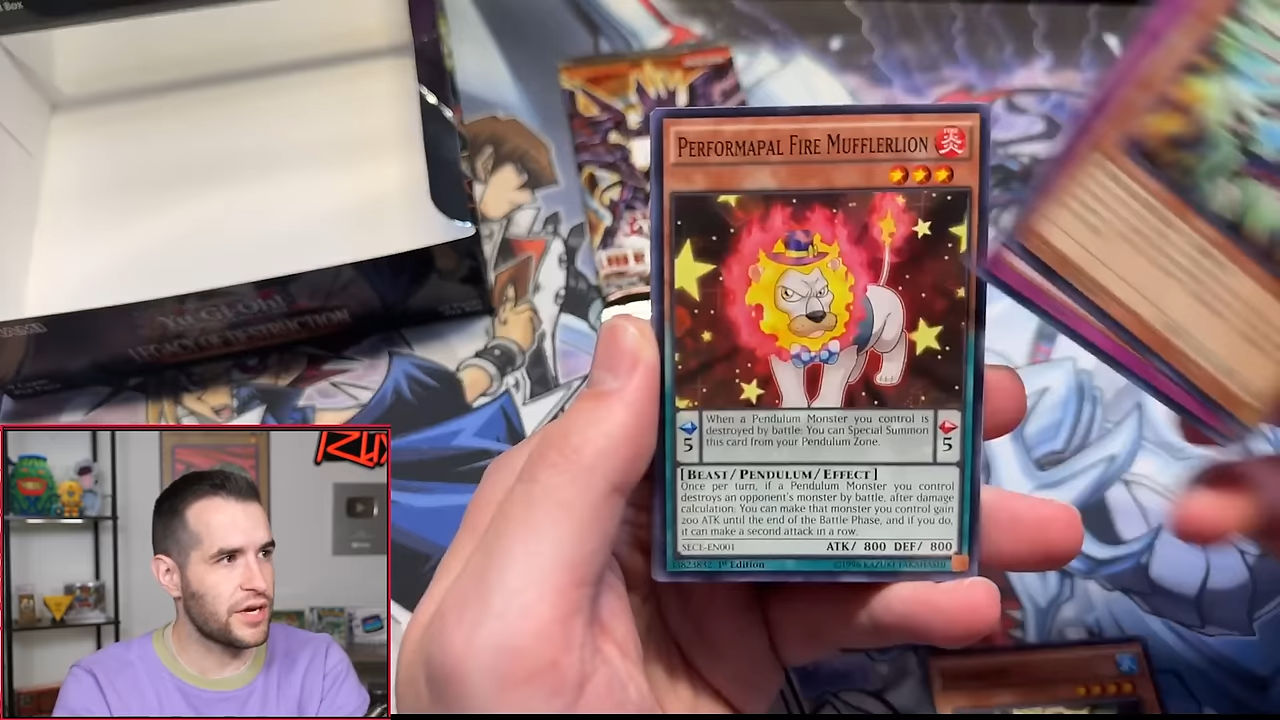 Box
YU-GI-OH!
LEGACY OF DESTRUCTION
PERFORMAPAL FIRE MUFFLERLION
FIRE
炎
5
When a Pendulum Monster you control is
destroyed by battle: You can Special Summon
this card from your Pendulum Zone.
5
[BEAST/PENDULUM/EFFECT]
Once per turn, if a Pendulum Monster you control
destroys an opponent's monster by battle, after damage
calculation: You can make that monster you control gain
200 ATK until the end of the Battle Phase, and if you do,
it can make a second attack in a row.
SECE-EN001
ATK/ 800 DEF/ 800
33823832 1st Edition
©1996 KAZUKI TAKAHASHI